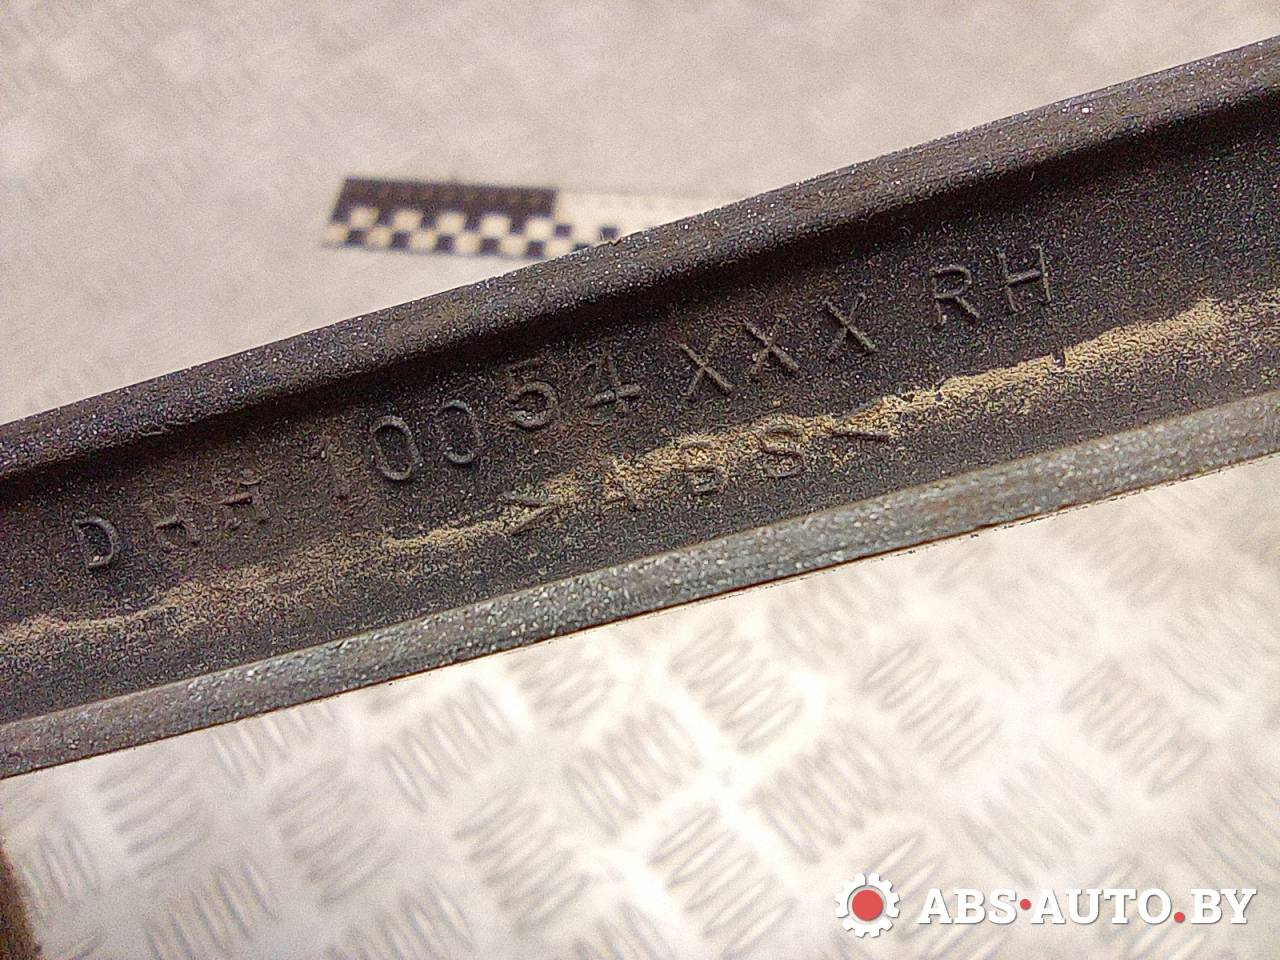 DHH 10054 XXX RH
>ABS<
ABS·AUTO.BY